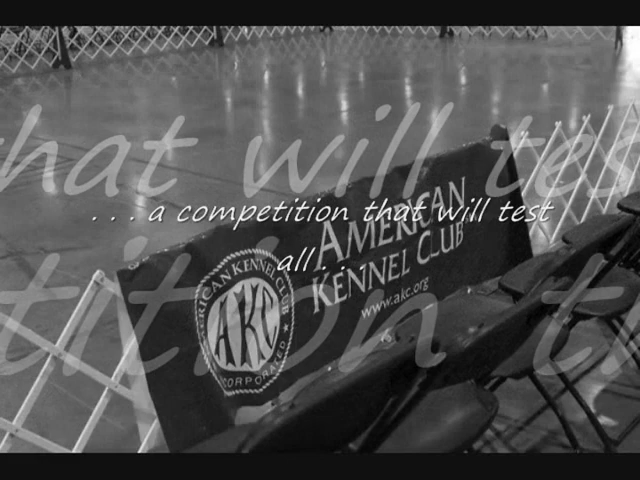 that will tes
. . . a competition that will test
all . . .
tition t
AMERICAN
KENNEL CLUB
www.akc.org
AMERICAN KENNEL CLUB
AKC
INCORPORATED